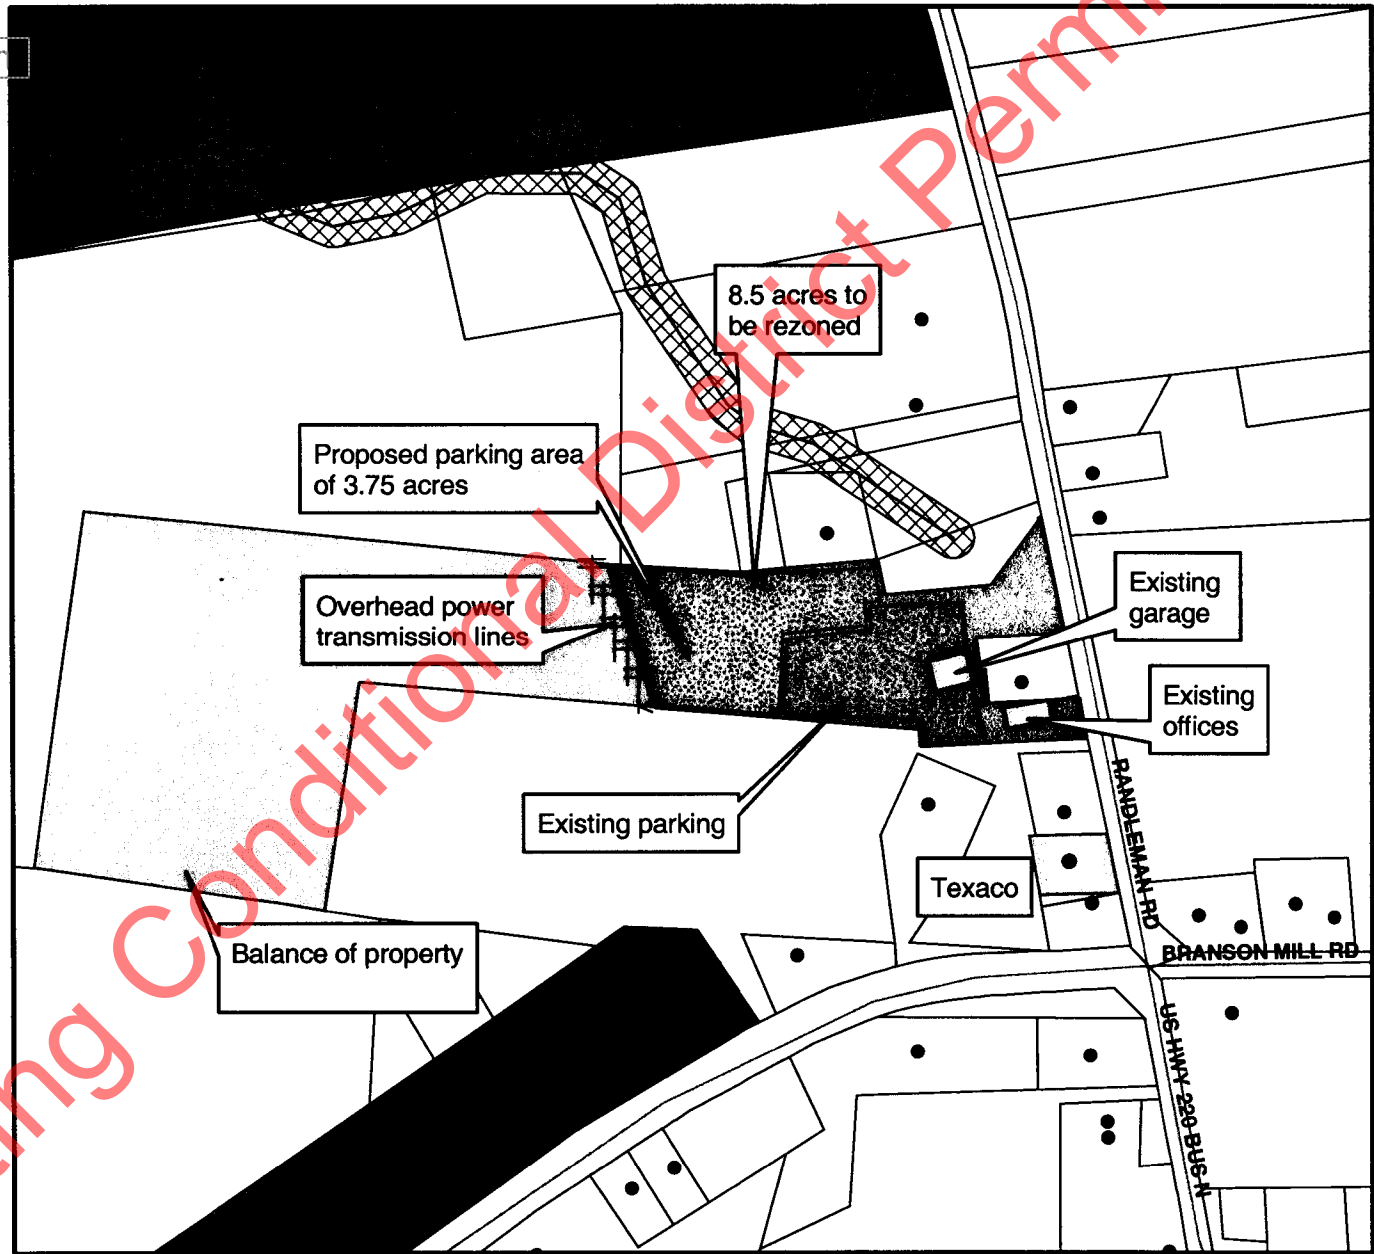 8.5 acres to
be rezoned
Proposed parking area
of 3.75 acres
Overhead power
transmission lines
Existing
garage
Existing
offices
Existing parking
Texaco
Balance of property
RANDLEMAN RD
BRANSON MILL RD
US HWY 220 BUS N
ing Conditional District Permi